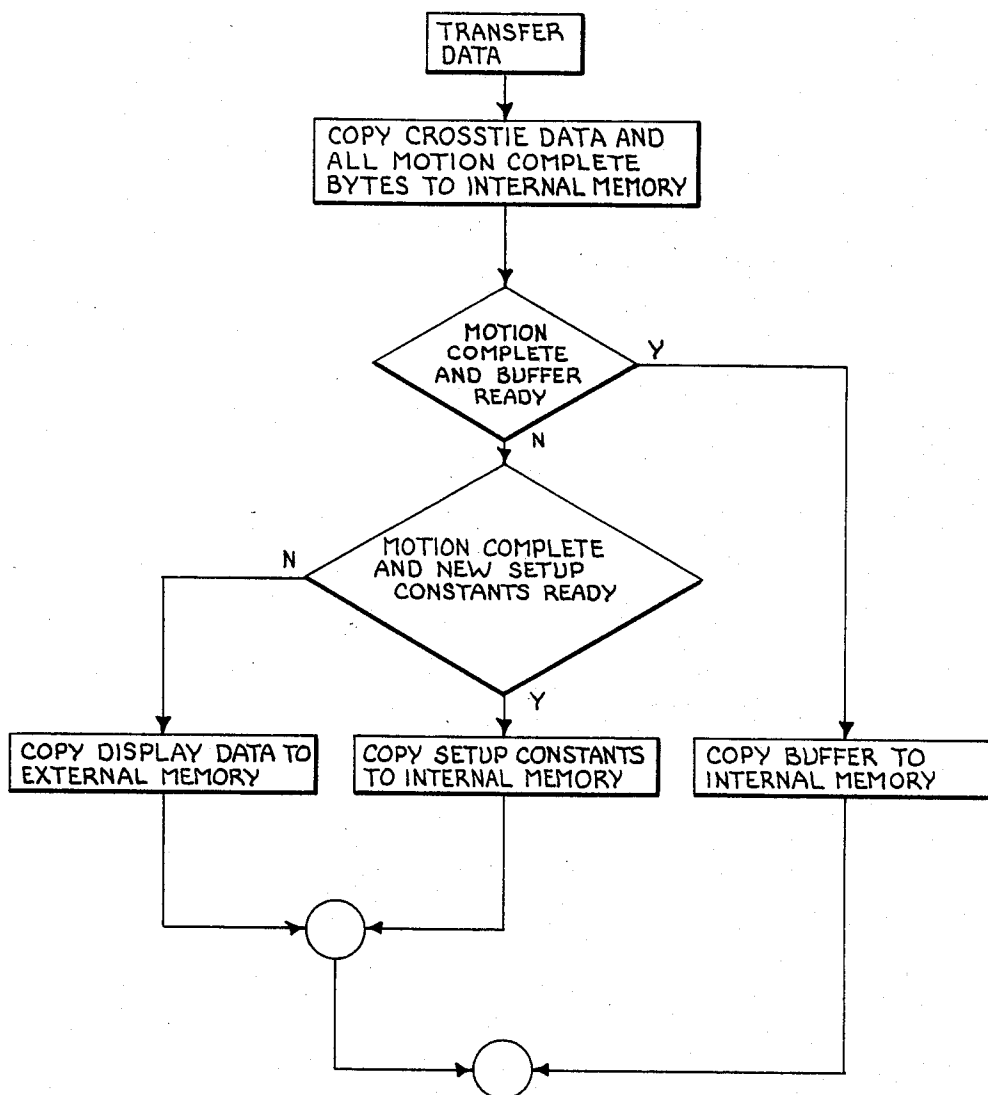 TRANSFER
DATA
COPY CROSSTIE DATA AND
ALL MOTION COMPLETE
BYTES TO INTERNAL MEMORY
MOTION
COMPLETE
AND BUFFER
READY
Y
N
MOTION COMPLETE
AND NEW SETUP
CONSTANTS READY
N
Y
COPY DISPLAY DATA TO
EXTERNAL MEMORY
COPY SETUP CONSTANTS
TO INTERNAL MEMORY
COPY BUFFER TO
INTERNAL MEMORY